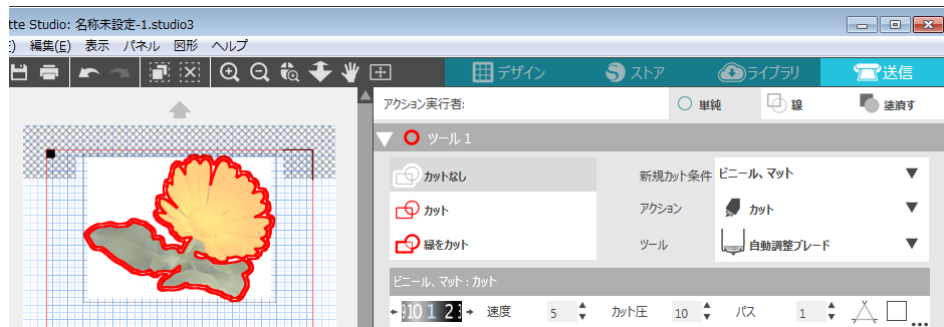 tte Studio: 名称未設定-1.studio3
編集(E) 表示 パネル 図形 ヘルプ
デザイン ストア ライブラリ 送信
アクション実行者: 単純 線 塗潰す
ツール 1
カットなし 新規カット条件 ビニール、マット
カット アクション カット
縁をカット ツール 自動調整ブレード
ビニール、マット : カット
10 1 2 速度 5 カット圧 10 パス 1 ...